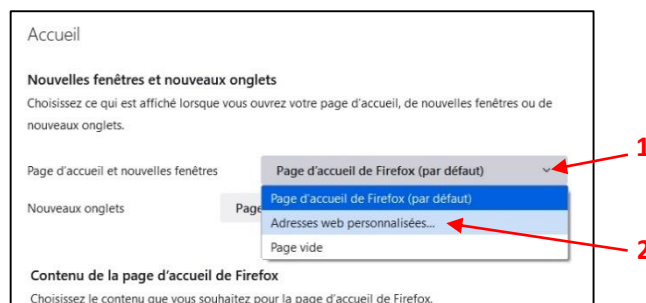 Accueil
Nouvelles fenêtres et nouveaux onglets
Choisissez ce qui est affiché lorsque vous ouvrez votre page d'accueil, de nouvelles fenêtres ou de
nouveaux onglets.
Page d'accueil et nouvelles fenêtres Page d'accueil de Firefox (par défaut) 1
Page d'accueil de Firefox (par défaut)
Nouveaux onglets Page
Adresses web personnalisées...
Page vide 2
Contenu de la page d'accueil de Firefox
Choisissez le contenu que vous souhaitez pour la page d'accueil de Firefox.